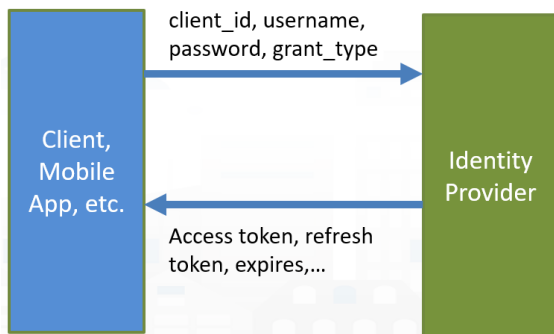 client_id, username,
password, grant_type
Client,
Mobile
App, etc.
Identity
Provider
Access token, refresh
token, expires,...